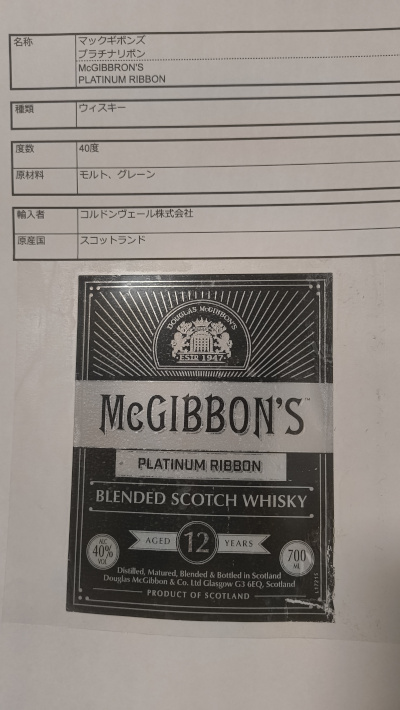 名称 マックギボンズ
プラチナリボン
McGIBBRON'S
PLATINUM RIBBON
種類 ウィスキー
度数 40度
原材料 モルト、グレーン
輸入者 コルドンヴェール株式会社
原産国 スコットランド
DOUGLAS McGIBBON'S
ESTD 1947
McGIBBON'S™
PLATINUM RIBBON
BLENDED SCOTCH WHISKY
AGED 12 YEARS
ALC
40%
VOL
700
ML
Distilled, Matured, Blended & Bottled in Scotland
Douglas McGibbon & Co. Ltd Glasgow G3 6EQ, Scotland
PRODUCT OF SCOTLAND